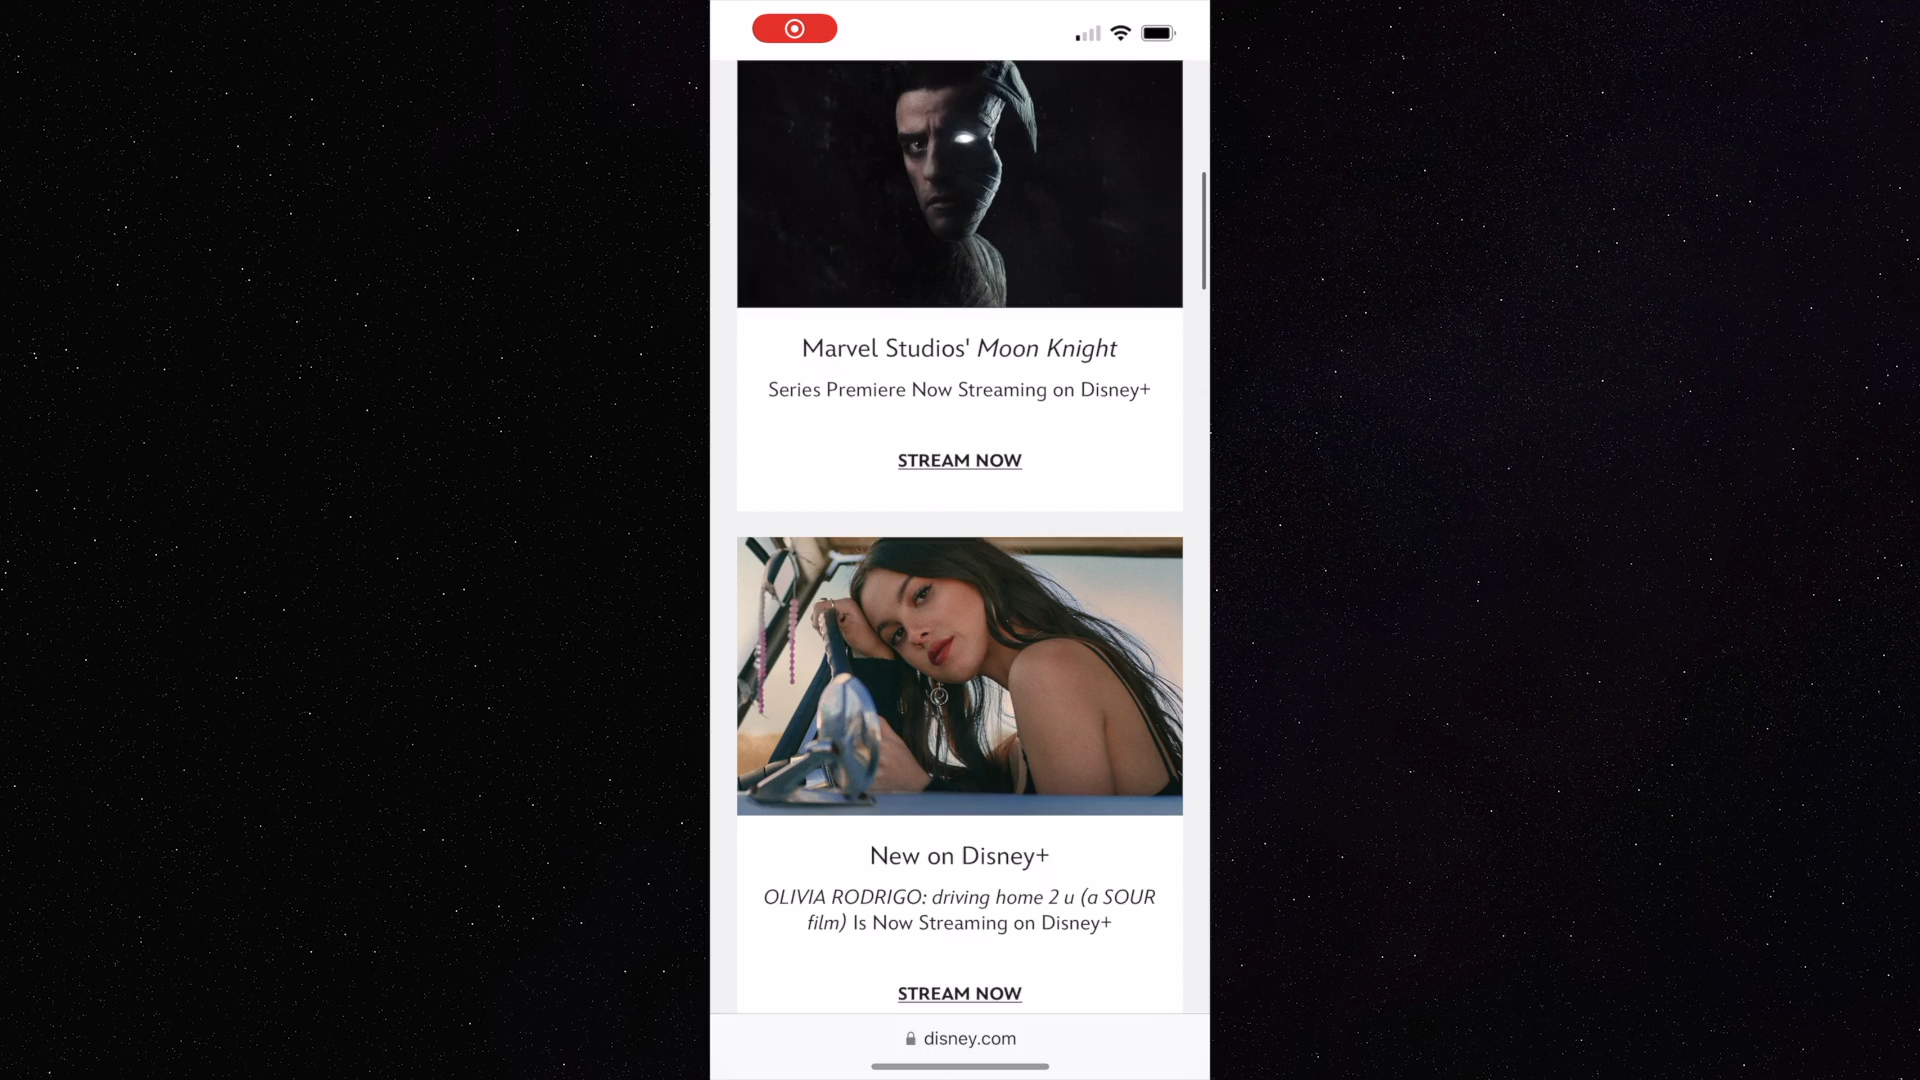 Marvel Studios' Moon Knight
Series Premiere Now Streaming on Disney+
STREAM NOW
New on Disney+
OLIVIA RODRIGO: driving home 2 u (a SOUR
film) Is Now Streaming on Disney+
STREAM NOW
disney.com